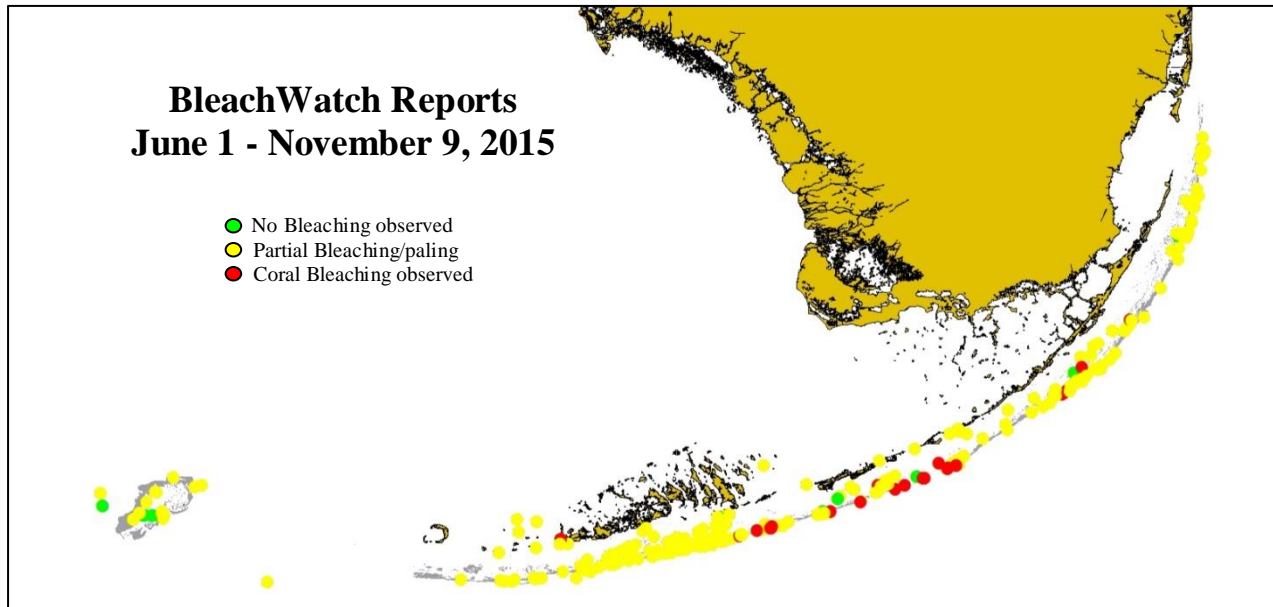 BleachWatch Reports
June 1 - November 9, 2015
No Bleaching observed
Partial Bleaching/paling
Coral Bleaching observed